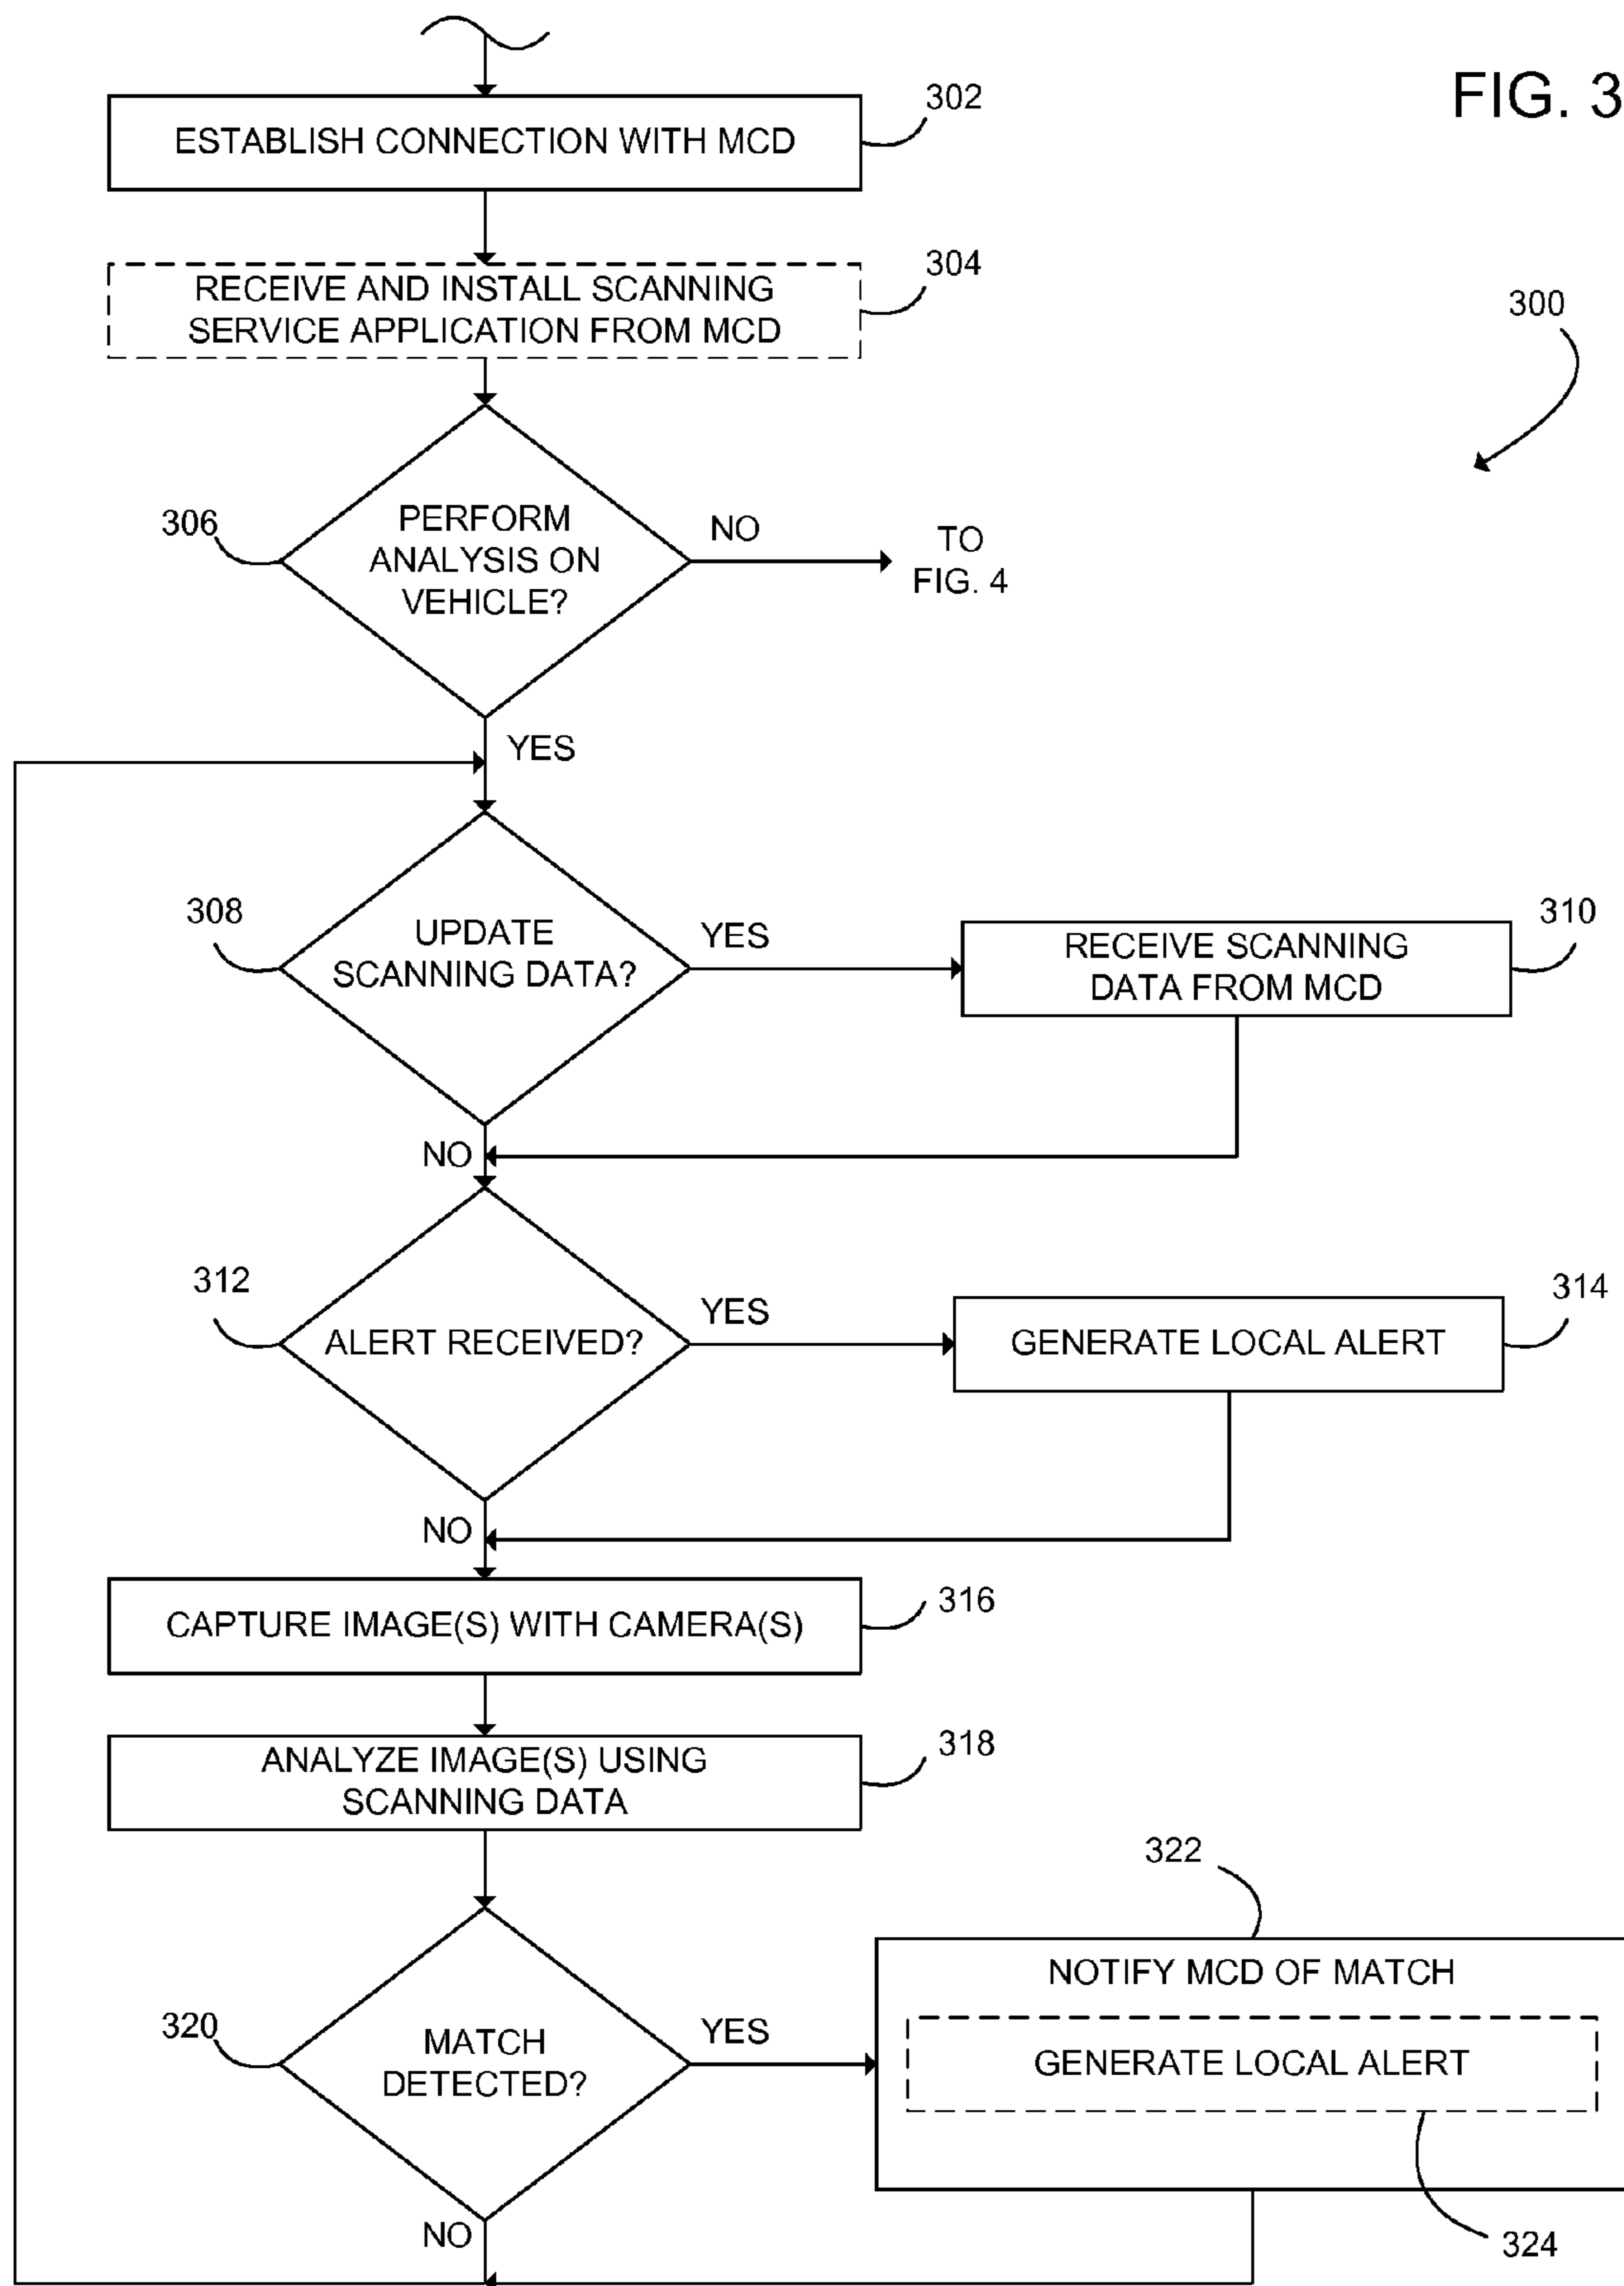 FIG. 3
302
ESTABLISH CONNECTION WITH MCD
304
RECEIVE AND INSTALL SCANNING
SERVICE APPLICATION FROM MCD
300
306
PERFORM
ANALYSIS ON
VEHICLE?
NO
TO
FIG. 4
YES
308
UPDATE
SCANNING DATA?
YES
310
RECEIVE SCANNING
DATA FROM MCD
NO
312
ALERT RECEIVED?
YES
314
GENERATE LOCAL ALERT
NO
316
CAPTURE IMAGE(S) WITH CAMERA(S)
318
ANALYZE IMAGE(S) USING
SCANNING DATA
320
MATCH
DETECTED?
YES
322
NOTIFY MCD OF MATCH
GENERATE LOCAL ALERT
324
NO